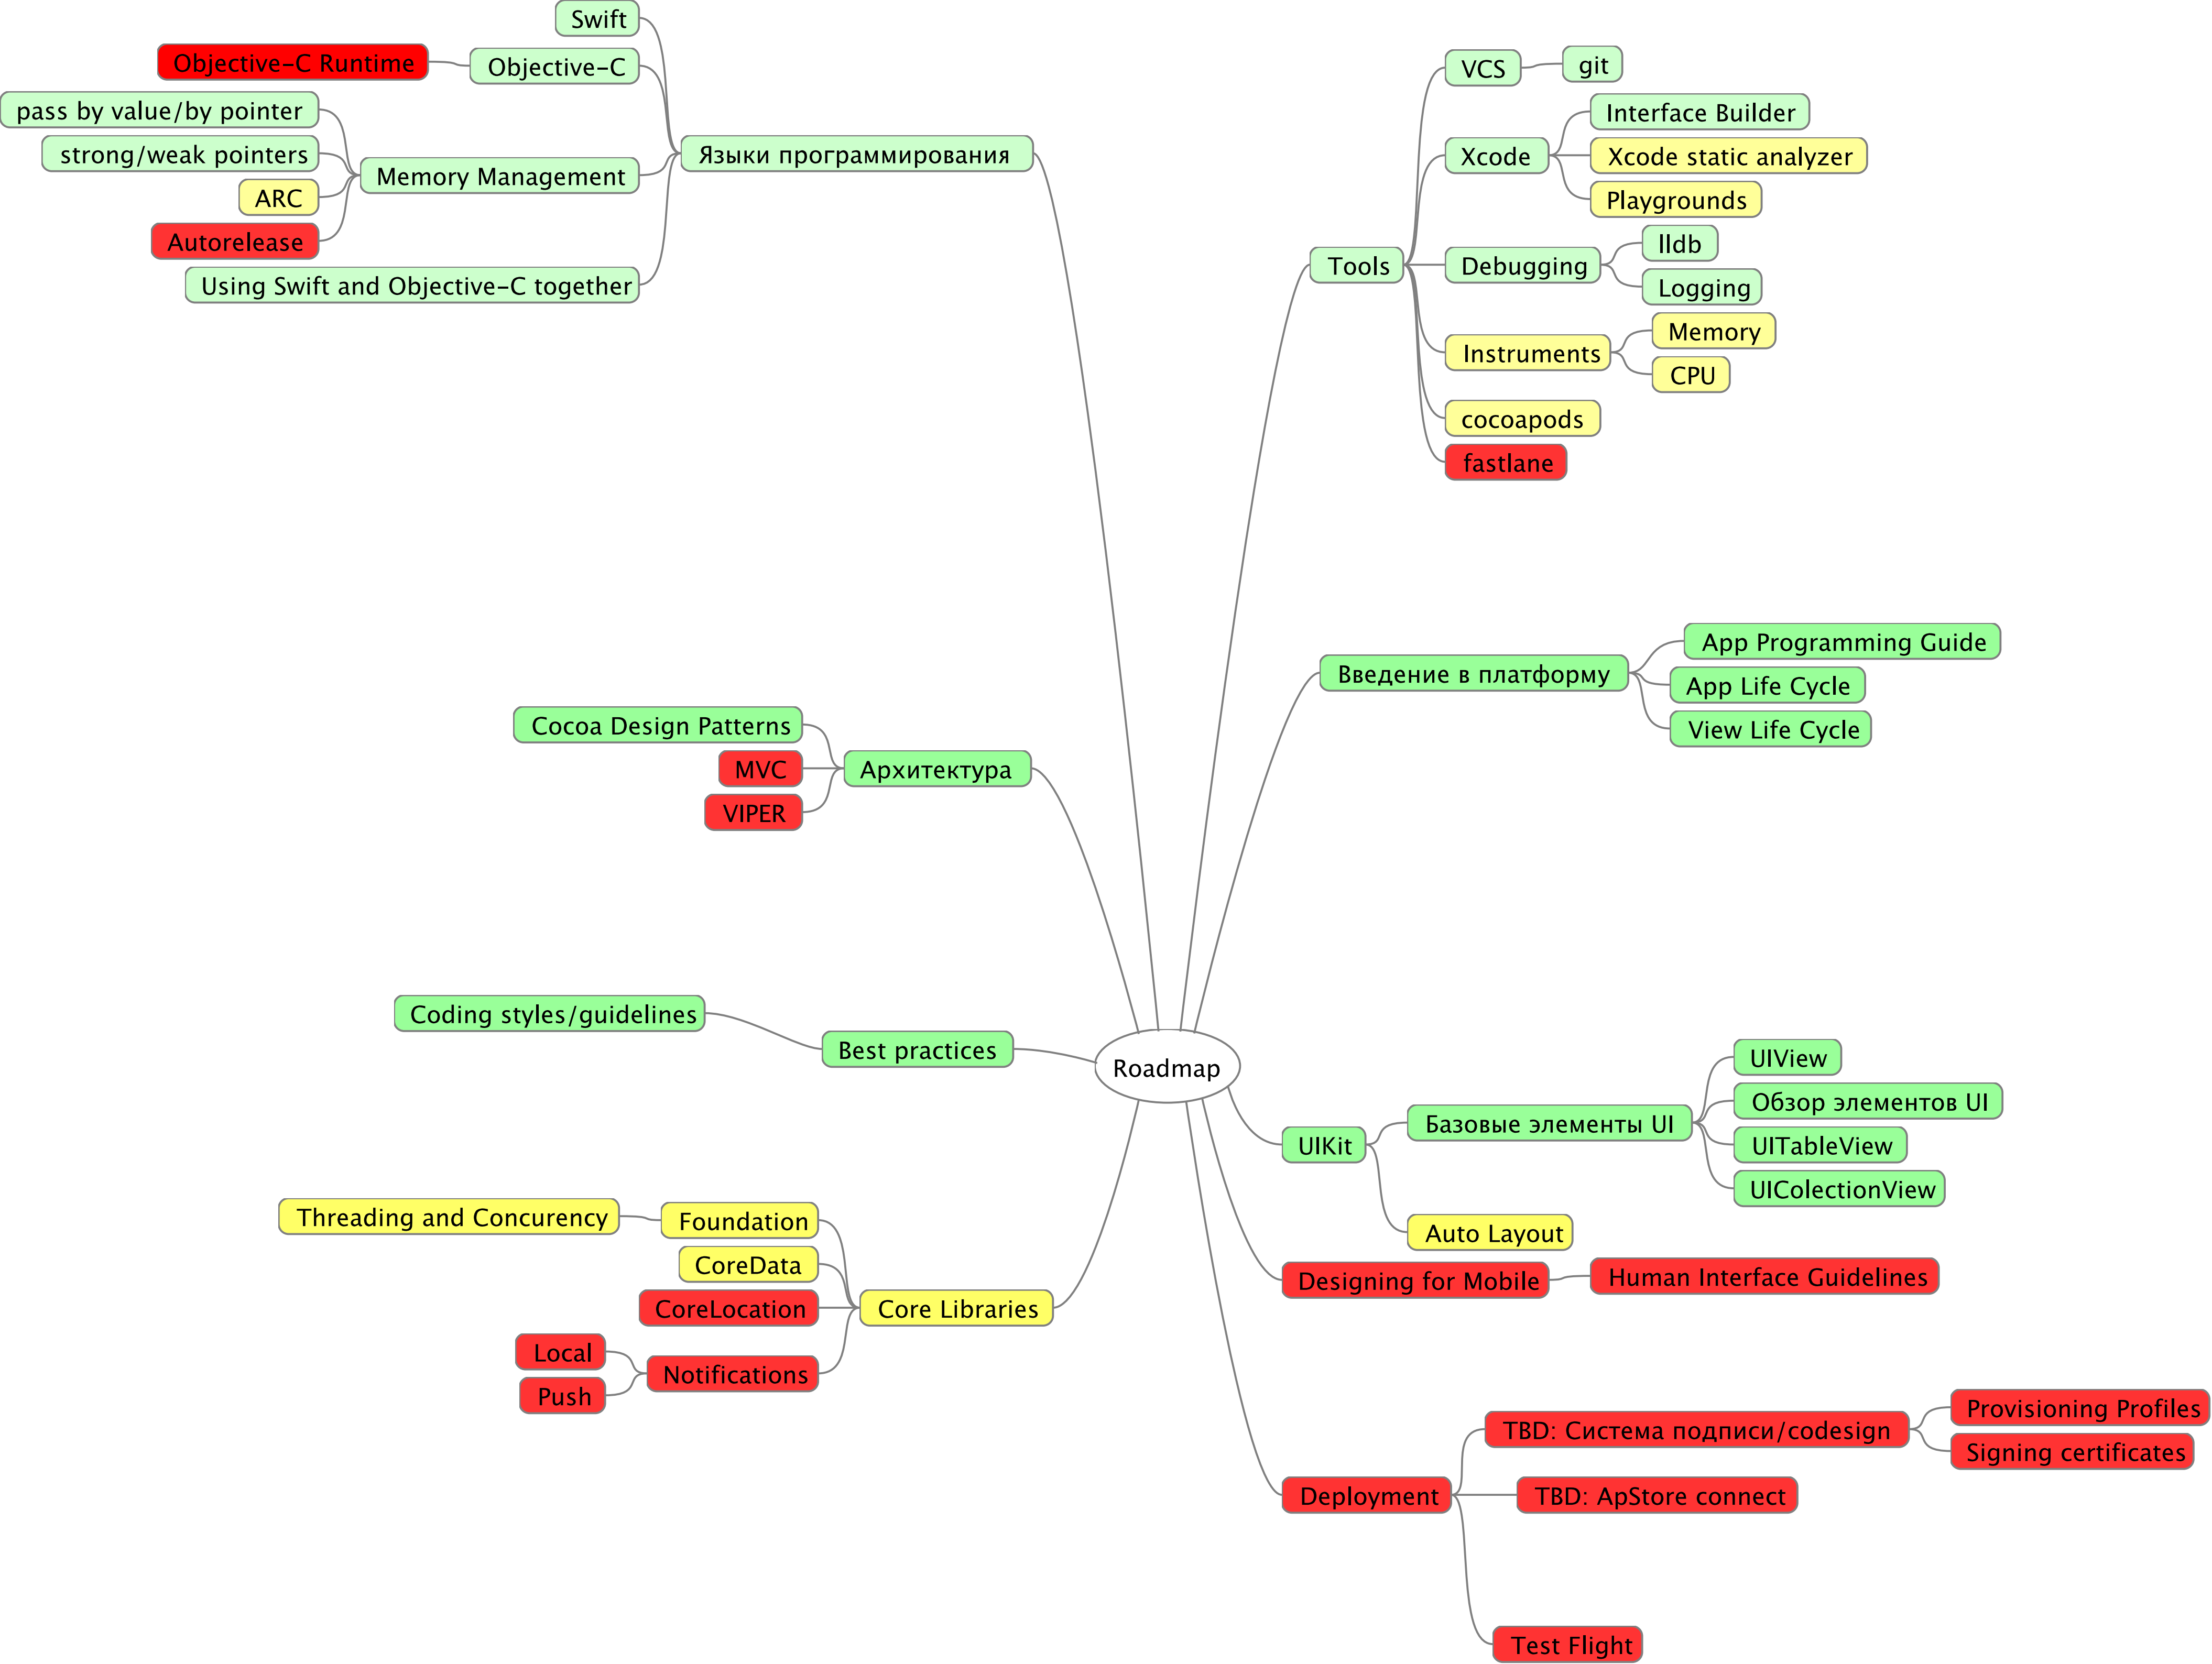 Swift
Objective-C Runtime
Objective-C
pass by value/by pointer
strong/weak pointers
ARC
Autorelease
Memory Management
Using Swift and Objective-C together
Языки программирования
VCS
git
Interface Builder
Xcode
Xcode static analyzer
Playgrounds
Tools
Debugging
lldb
Logging
Instruments
Memory
CPU
cocoapods
fastlane
Введение в платформу
App Programming Guide
App Life Cycle
View Life Cycle
Cocoa Design Patterns
MVC
VIPER
Архитектура
Coding styles/guidelines
Best practices
Roadmap
UIKit
Базовые элементы UI
UIView
Обзор элементов UI
UITableView
UIColectionView
Auto Layout
Threading and Concurency
Foundation
CoreData
CoreLocation
Core Libraries
Local
Push
Notifications
Designing for Mobile
Human Interface Guidelines
Deployment
TBD: Система подписи/codesign
Provisioning Profiles
Signing certificates
TBD: ApStore connect
Test Flight